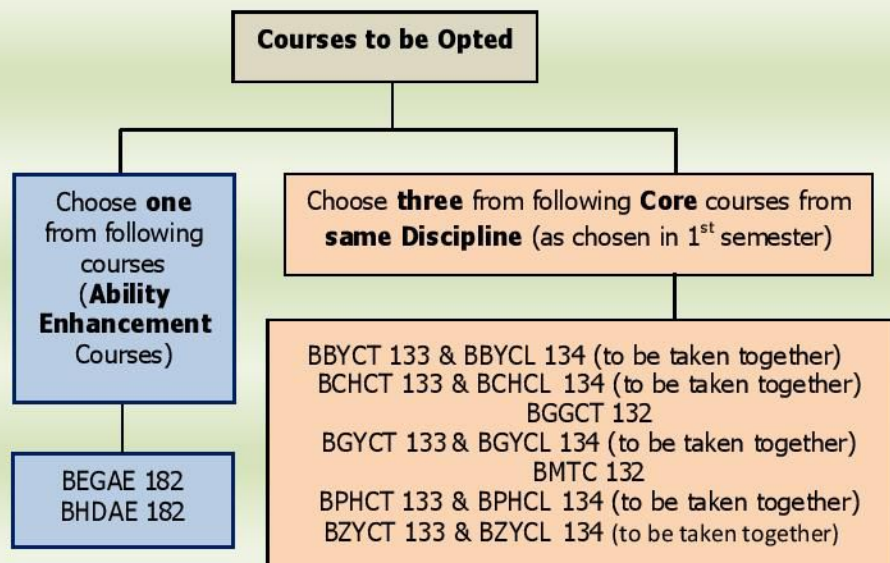 Courses to be Opted
Choose one
from following
courses
(Ability
Enhancement
Courses)
BEGAE 182
BHDAE 182
Choose three from following Core courses from
same Discipline (as chosen in 1st semester)
BBYCT 133 & BBYCL 134 (to be taken together)
BCHCT 133 & BCHCL 134 (to be taken together)
BGGCT 132
BGYCT 133 & BGYCL 134 (to be taken together)
BMTC 132
BPHCT 133 & BPHCL 134 (to be taken together)
BZYCT 133 & BZYCL 134 (to be taken together)